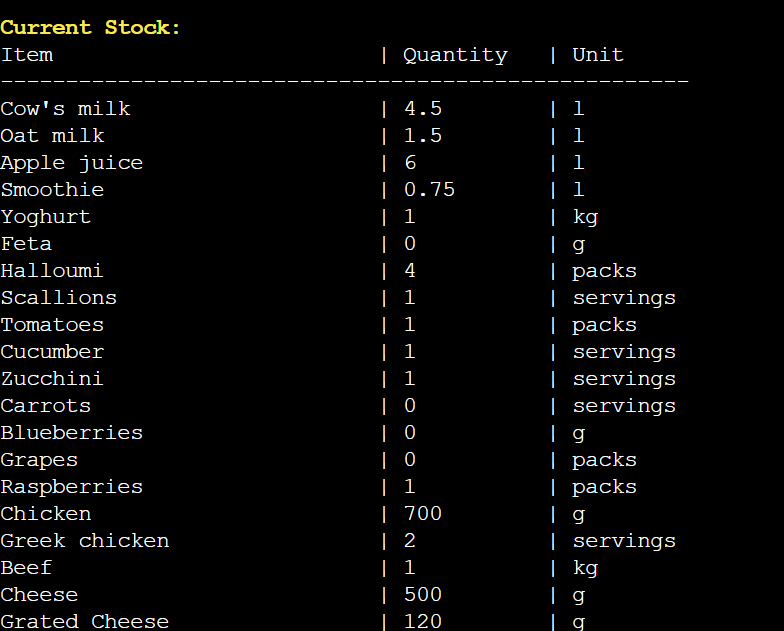 Current Stock:
Item | Quantity | Unit
-----------------------------------------------------
Cow's milk | 4.5 | l
Oat milk | 1.5 | l
Apple juice | 6 | l
Smoothie | 0.75 | l
Yoghurt | 1 | kg
Feta | 0 | g
Halloumi | 4 | packs
Scallions | 1 | servings
Tomatoes | 1 | packs
Cucumber | 1 | servings
Zucchini | 1 | servings
Carrots | 0 | servings
Blueberries | 0 | g
Grapes | 0 | packs
Raspberries | 1 | packs
Chicken | 700 | g
Greek chicken | 2 | servings
Beef | 1 | kg
Cheese | 500 | g
Grated Cheese | 120 | g